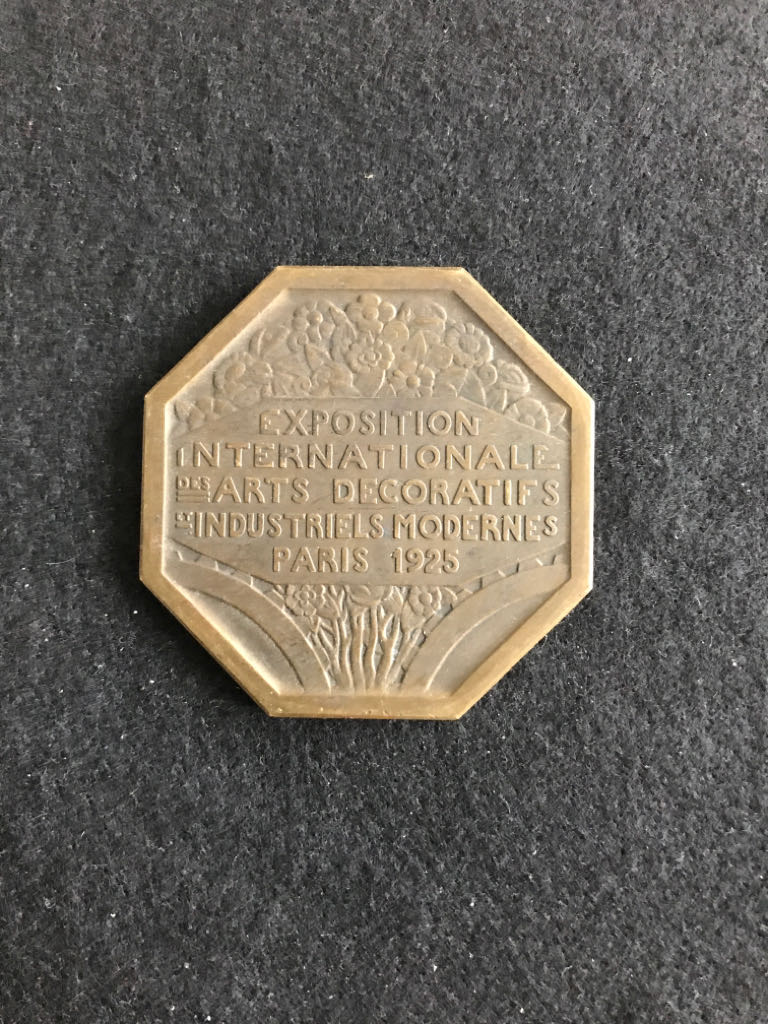 EXPOSITION
INTERNATIONALE
DES ARTS DECORATIFS
ET INDUSTRIELS MODERNES
PARIS 1925